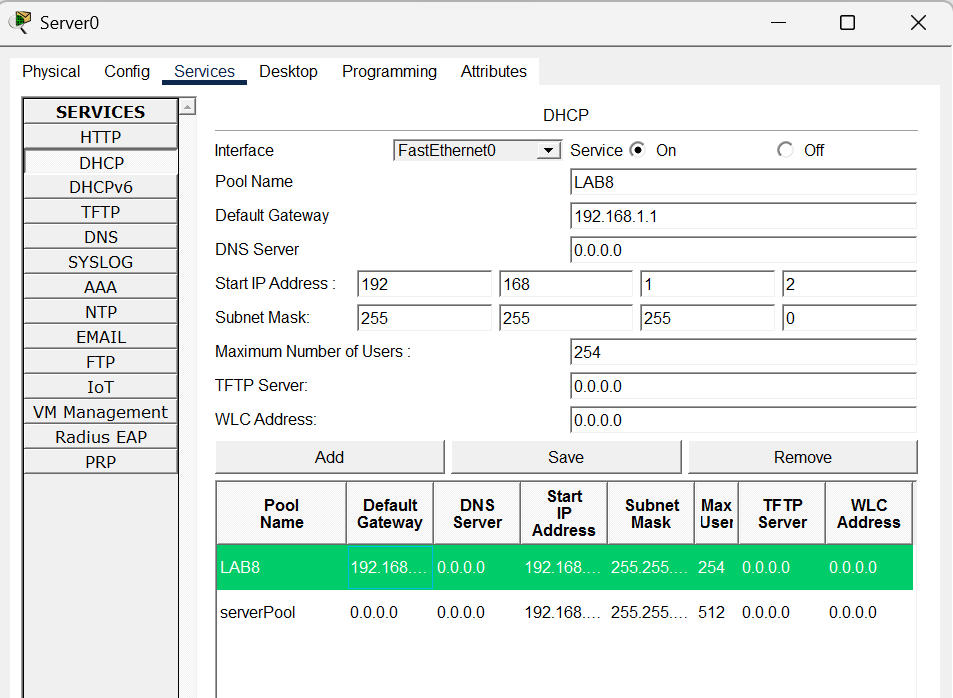 Server0
Physical Config Services Desktop Programming Attributes
SERVICES
HTTP
DHCP
DHCPv6
TFTP
DNS
SYSLOG
AAA
NTP
EMAIL
FTP
IoT
VM Management
Radius EAP
PRP
DHCP
Interface FastEthernet0 Service On Off
Pool Name LAB8
Default Gateway 192.168.1.1
DNS Server 0.0.0.0
Start IP Address : 192 168 1 2
Subnet Mask: 255 255 255 0
Maximum Number of Users : 254
TFTP Server: 0.0.0.0
WLC Address: 0.0.0.0
Add Save Remove
Pool Name Default Gateway DNS Server Start IP Address Subnet Mask Max User TFTP Server WLC Address
LAB8 192.168.... 0.0.0.0 192.168.... 255.255.... 254 0.0.0.0 0.0.0.0
serverPool 0.0.0.0 0.0.0.0 192.168.... 255.255.... 512 0.0.0.0 0.0.0.0